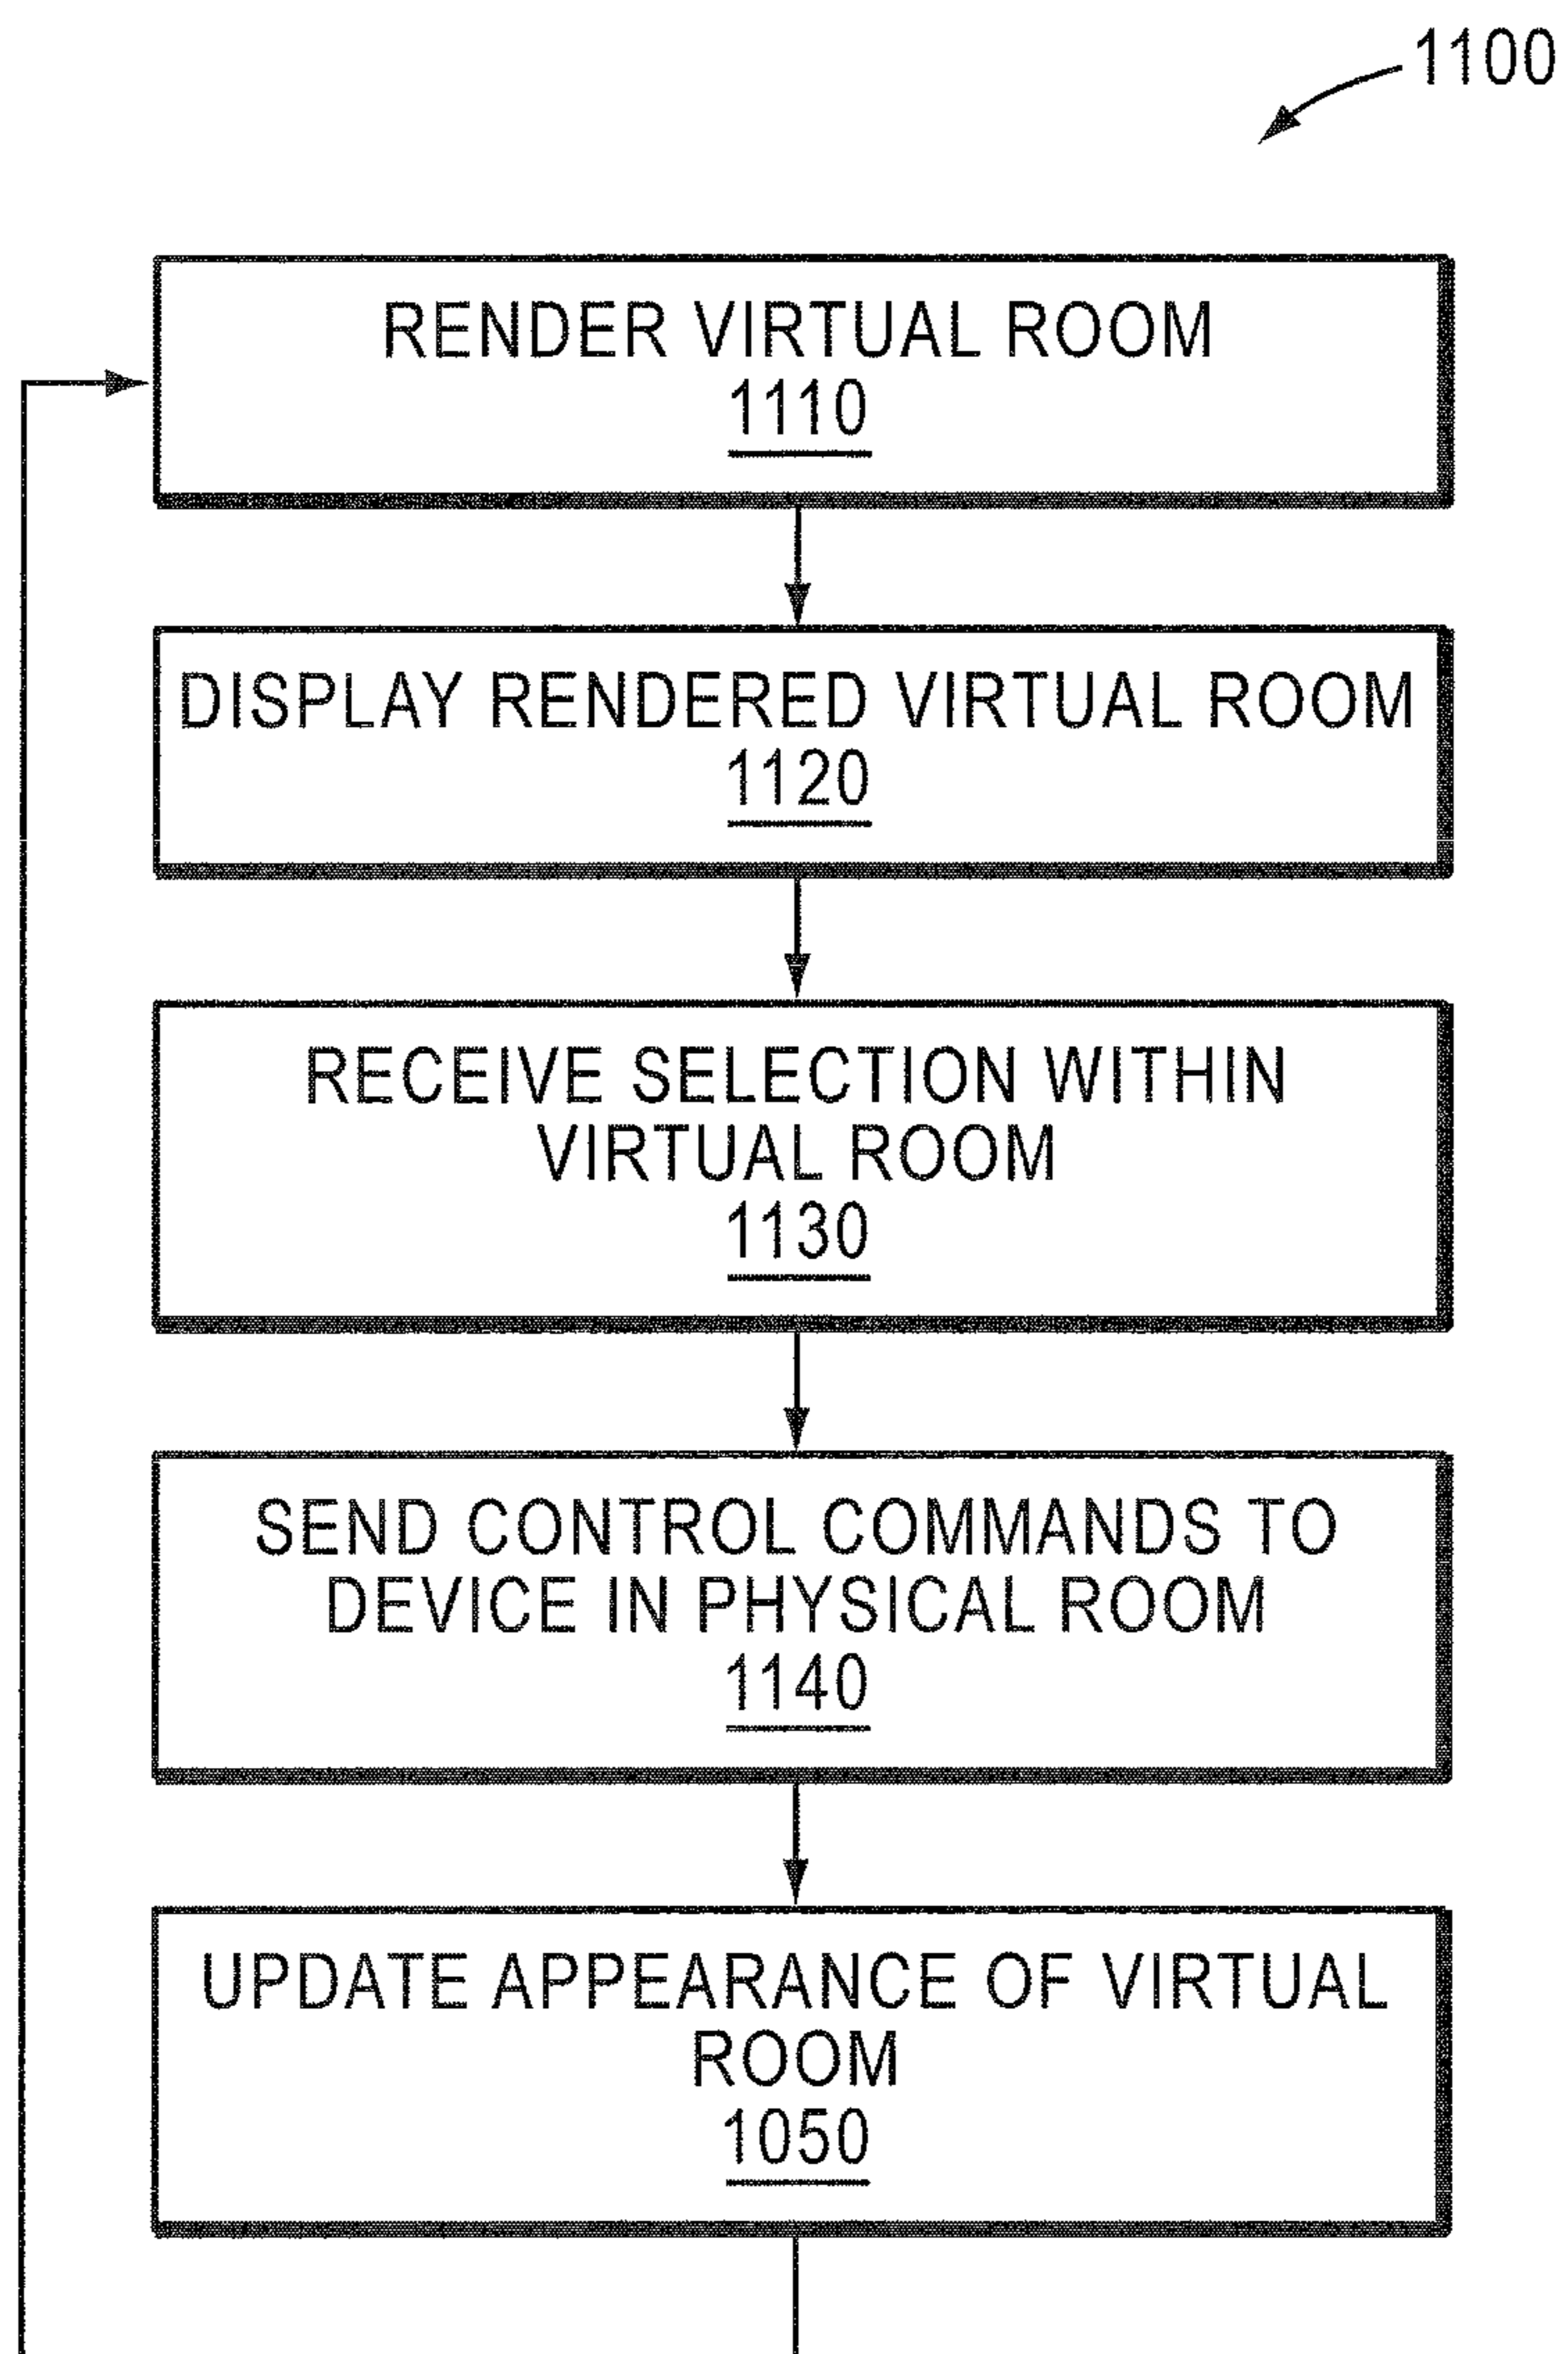 1100
RENDER VIRTUAL ROOM
1110
DISPLAY RENDERED VIRTUAL ROOM
1120
RECEIVE SELECTION WITHIN
VIRTUAL ROOM
1130
SEND CONTROL COMMANDS TO
DEVICE IN PHYSICAL ROOM
1140
UPDATE APPEARANCE OF VIRTUAL
ROOM
1050